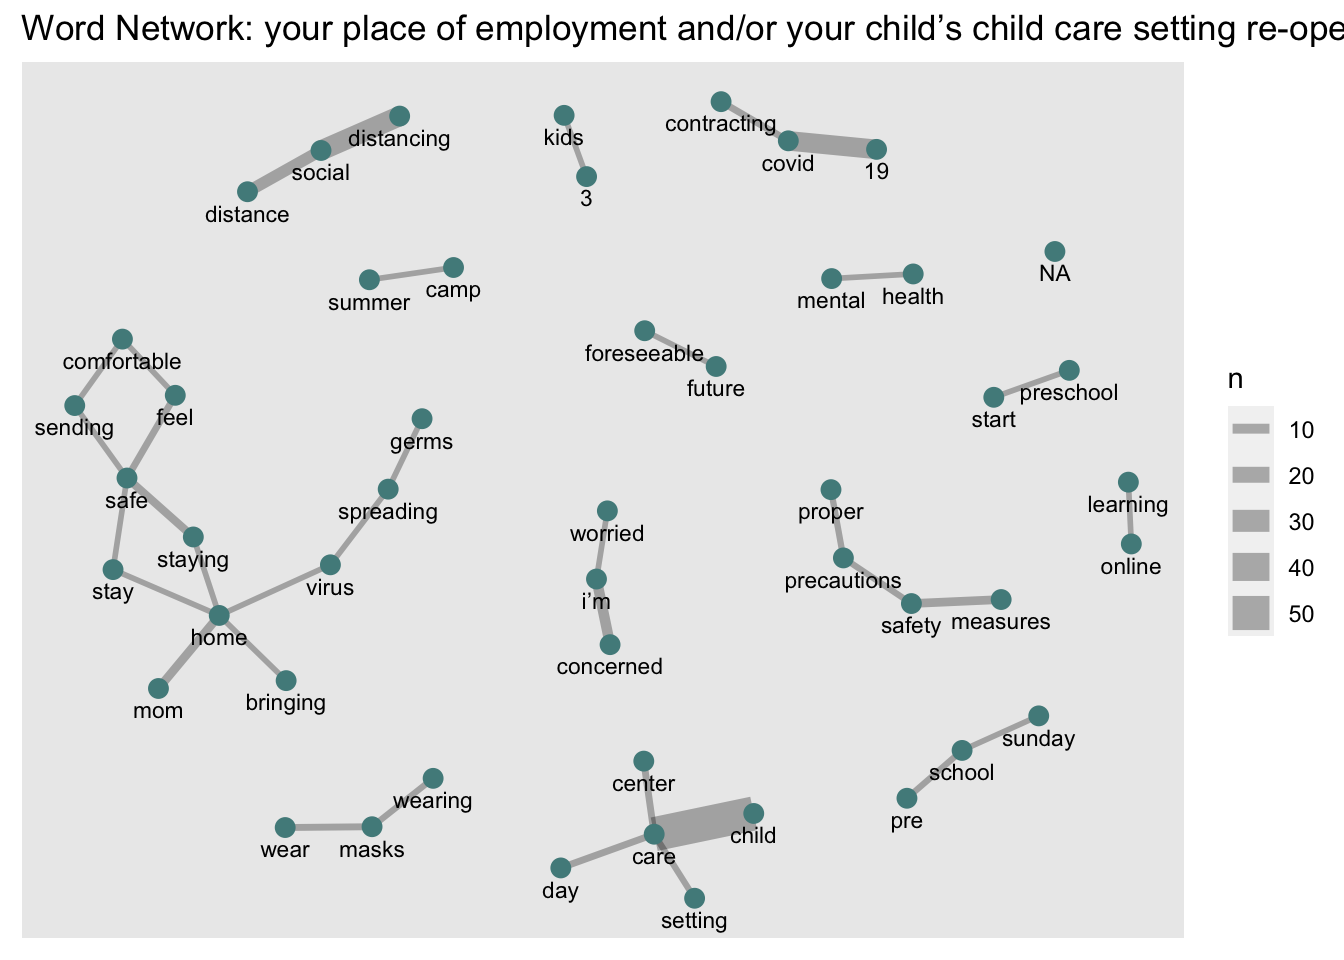 Word Network: your place of employment and/or your child’s child care setting re-ope
distancing
social
distance
kids
3
contracting
covid
19
summer
camp
mental
health
NA
foreseeable
future
start
preschool
comfortable
sending
feel
safe
staying
stay
home
virus
spreading
germs
mom
bringing
worried
i’m
concerned
proper
precautions
safety
measures
learning
online
wear
masks
wearing
center
care
child
day
setting
pre
school
sunday
n
10
20
30
40
50